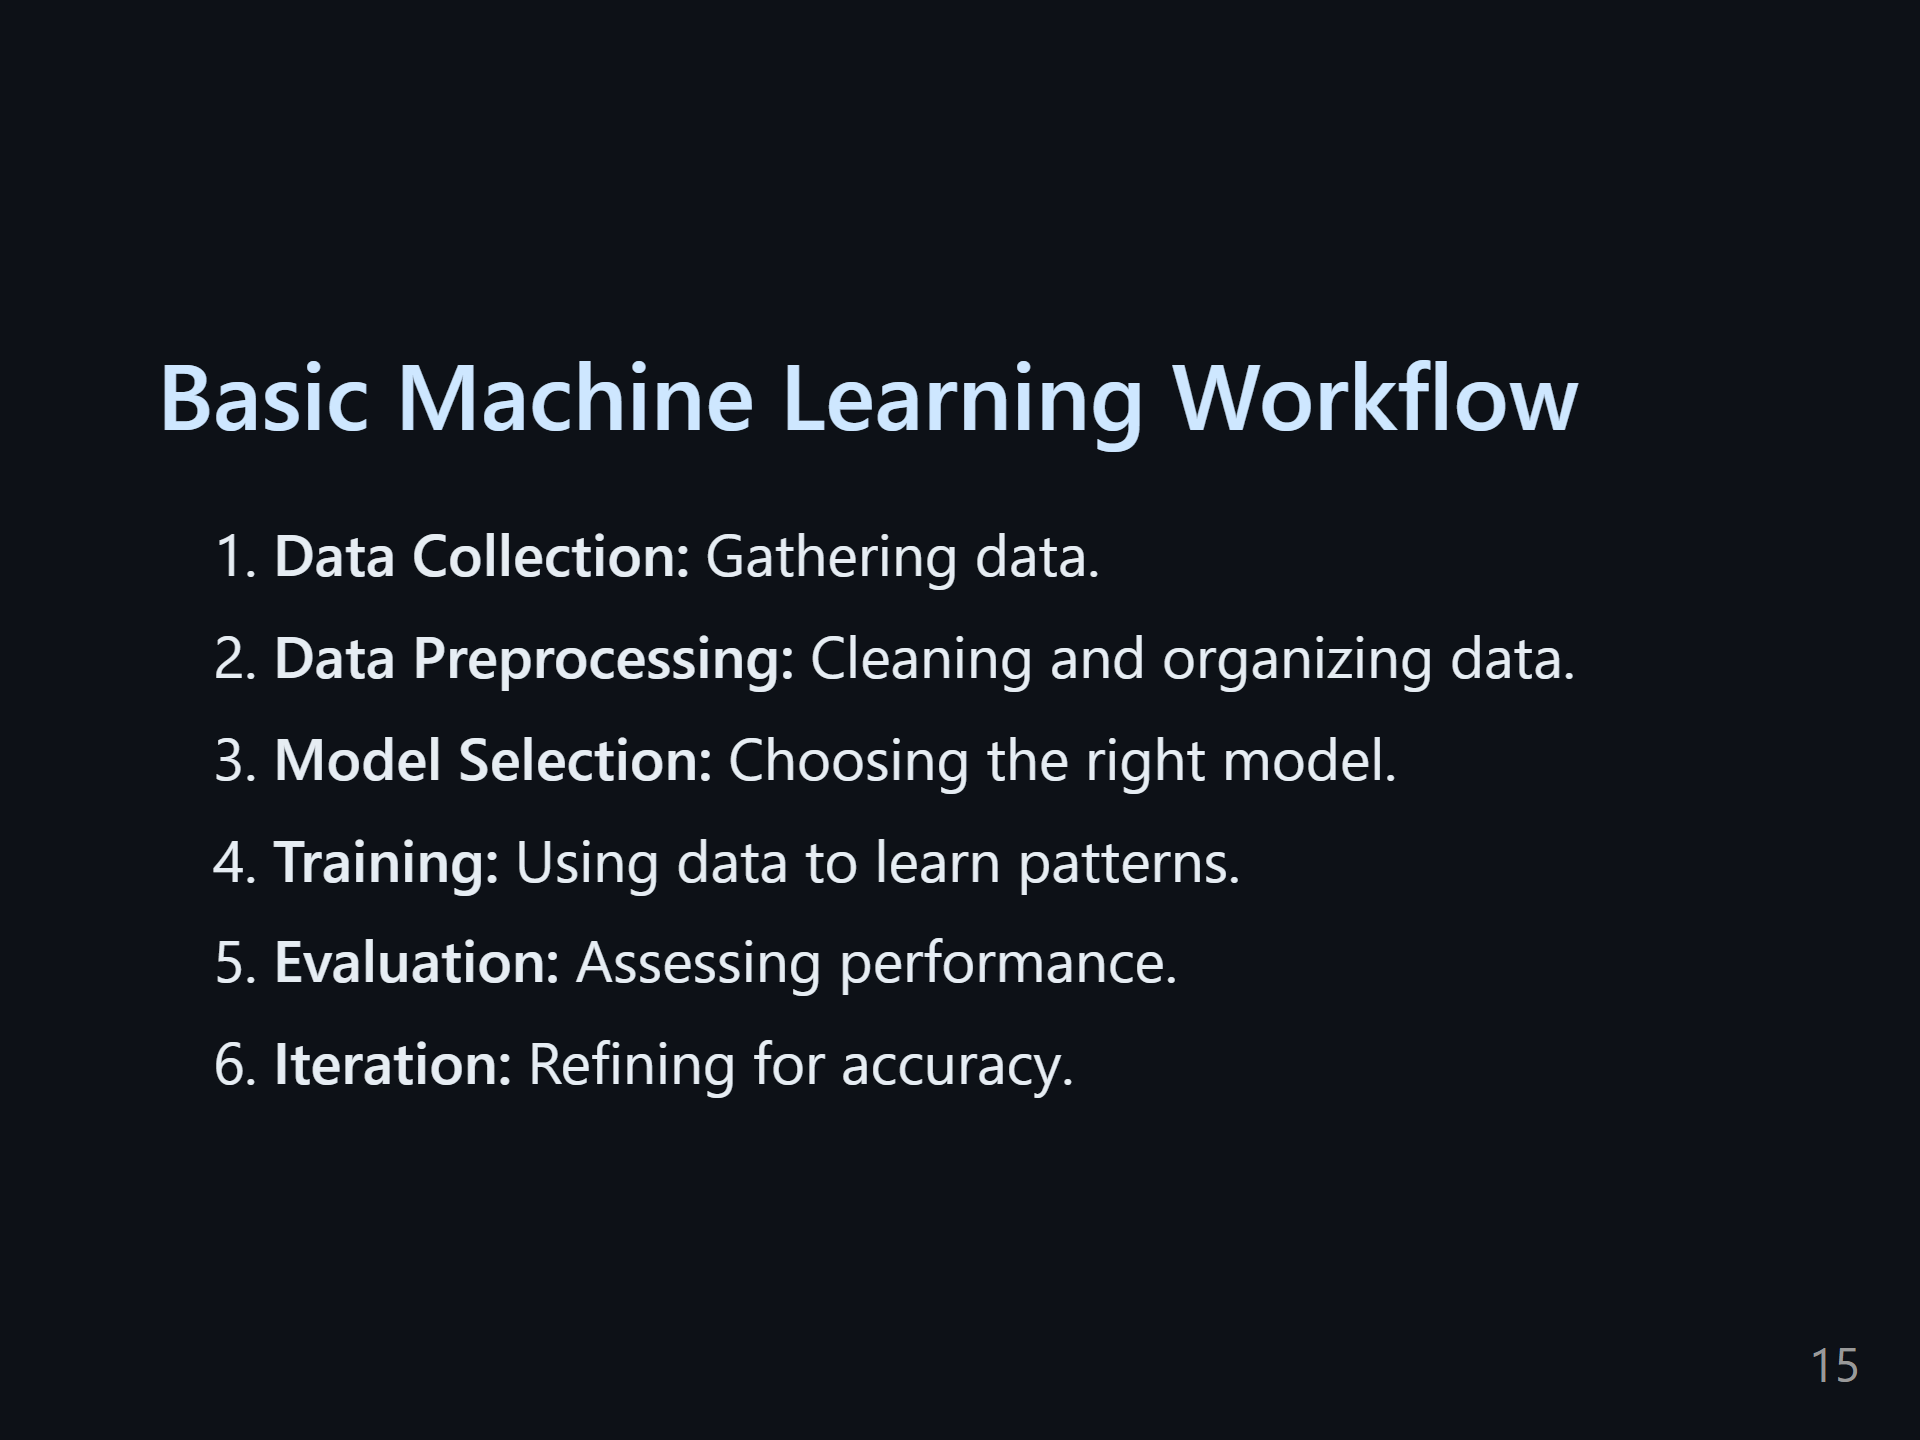 Basic Machine Learning Workflow
1. Data Collection: Gathering data.
2. Data Preprocessing: Cleaning and organizing data.
3. Model Selection: Choosing the right model.
4. Training: Using data to learn patterns.
5. Evaluation: Assessing performance.
6. Iteration: Refining for accuracy.
15